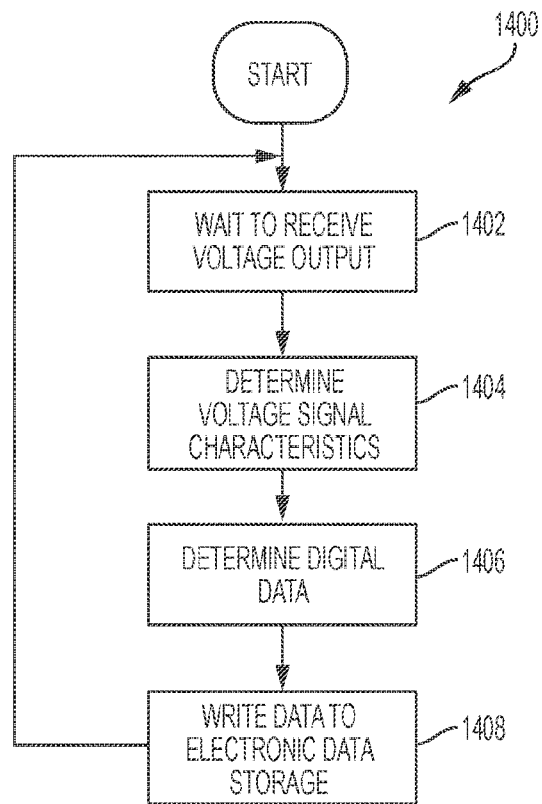 1400
START
WAIT TO RECEIVE
VOLTAGE OUTPUT
1402
DETERMINE
VOLTAGE SIGNAL
CHARACTERISTICS
1404
DETERMINE DIGITAL
DATA
1406
WRITE DATA TO
ELECTRONIC DATA
STORAGE
1408